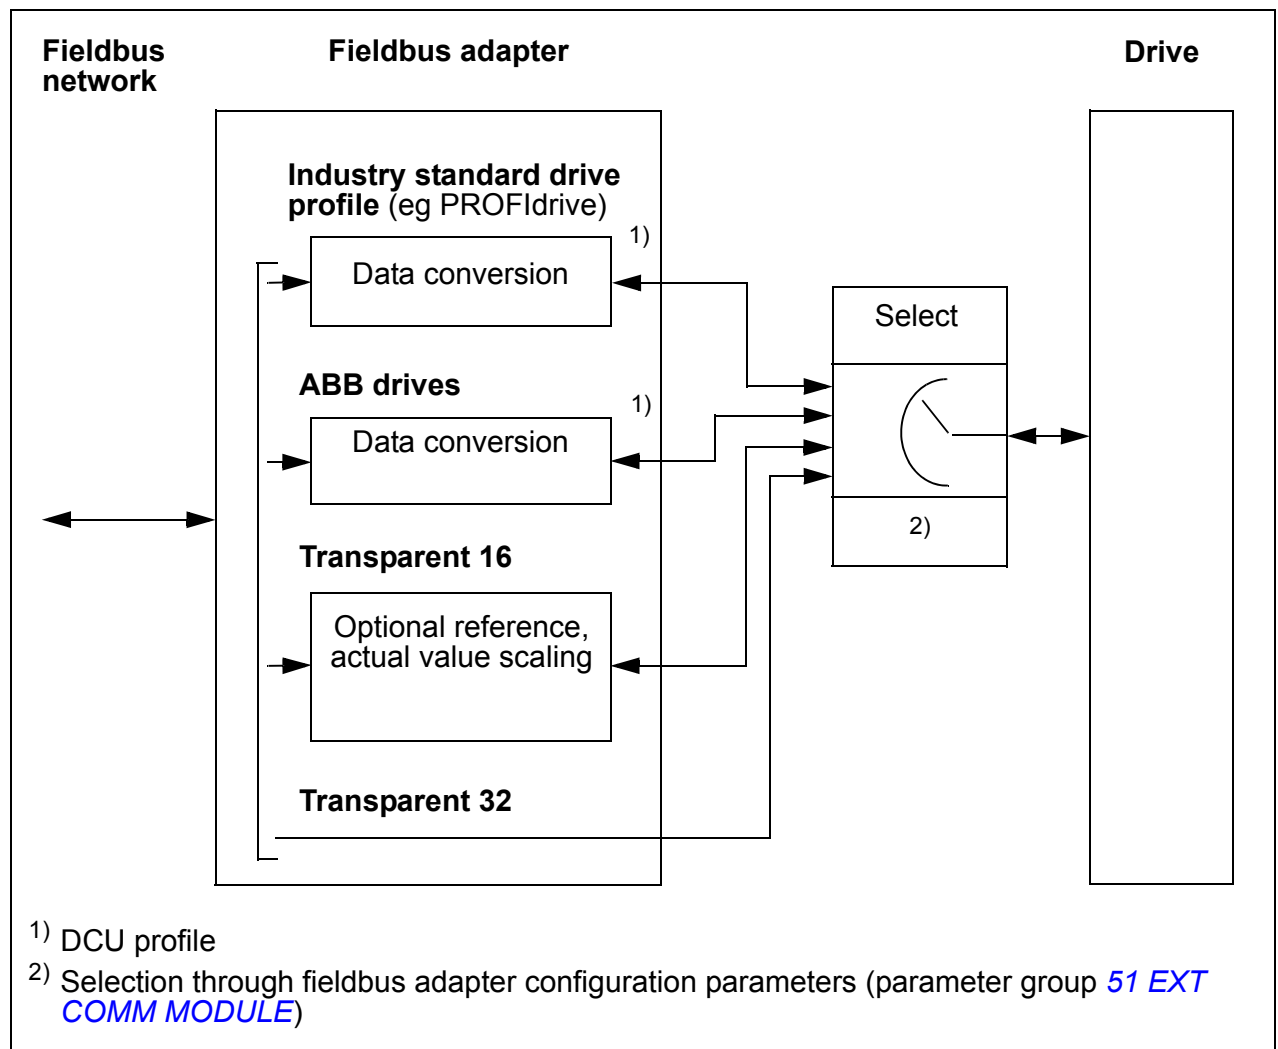 Fieldbus network
Fieldbus adapter
Drive
Industry standard drive
profile (eg PROFIdrive)
1)
Data conversion
Select
ABB drives
1)
Data conversion
2)
Transparent 16
Optional reference,
actual value scaling
Transparent 32
1) DCU profile
2) Selection through fieldbus adapter configuration parameters (parameter group 51 EXT
COMM MODULE)